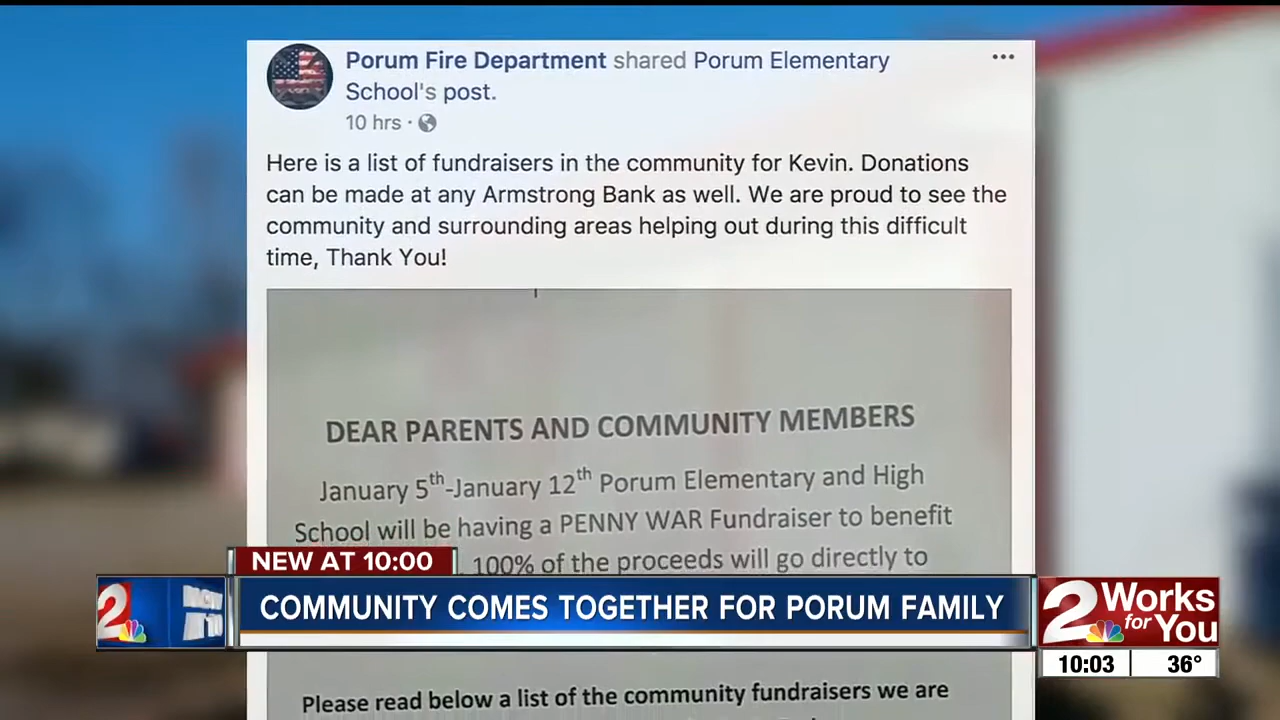 Porum Fire Department shared Porum Elementary
School's post.
10 hrs ·
Here is a list of fundraisers in the community for Kevin. Donations
can be made at any Armstrong Bank as well. We are proud to see the
community and surrounding areas helping out during this difficult
time, Thank You!
DEAR PARENTS AND COMMUNITY MEMBERS
January 5th-January 12th Porum Elementary and High
School will be having a PENNY WAR Fundraiser to benefit
100% of the proceeds will go directly to
NEW AT 10:00
2
COMMUNITY COMES TOGETHER FOR PORUM FAMILY
2 Works for You
10:03 36°
Please read below a list of the community fundraisers we are